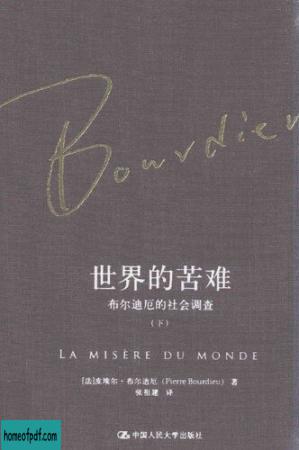 Bourdieu
世界的苦难
布尔迪厄的社会调查
(下)
LA MISÈRE DU MONDE
[法]皮埃尔·布尔迪厄(Pierre Bourdieu) 著
张祖建 译
中国人民大学出版社
homeofpdf.com